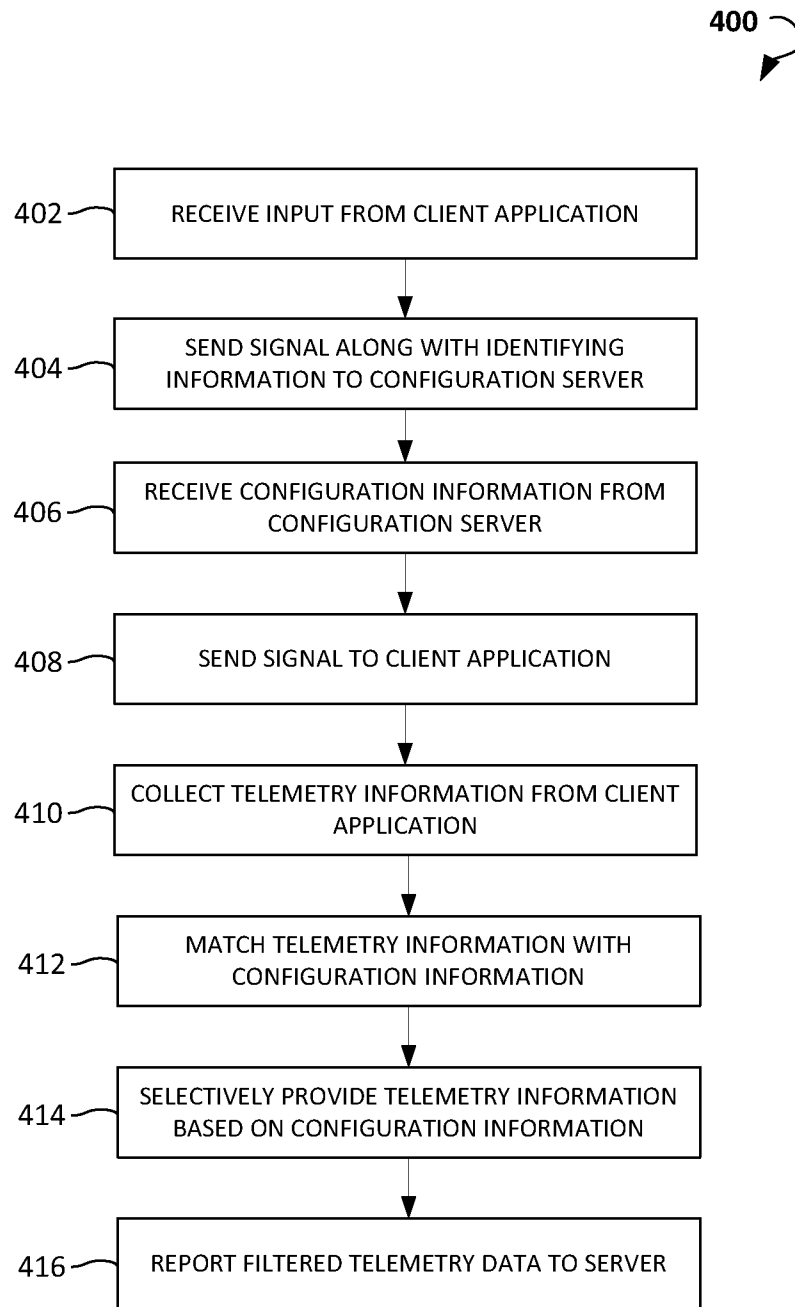 400
402
RECEIVE INPUT FROM CLIENT APPLICATION
404
SEND SIGNAL ALONG WITH IDENTIFYING
INFORMATION TO CONFIGURATION SERVER
406
RECEIVE CONFIGURATION INFORMATION FROM
CONFIGURATION SERVER
408
SEND SIGNAL TO CLIENT APPLICATION
410
COLLECT TELEMETRY INFORMATION FROM CLIENT
APPLICATION
412
MATCH TELEMETRY INFORMATION WITH
CONFIGURATION INFORMATION
414
SELECTIVELY PROVIDE TELEMETRY INFORMATION
BASED ON CONFIGURATION INFORMATION
416
REPORT FILTERED TELEMETRY DATA TO SERVER